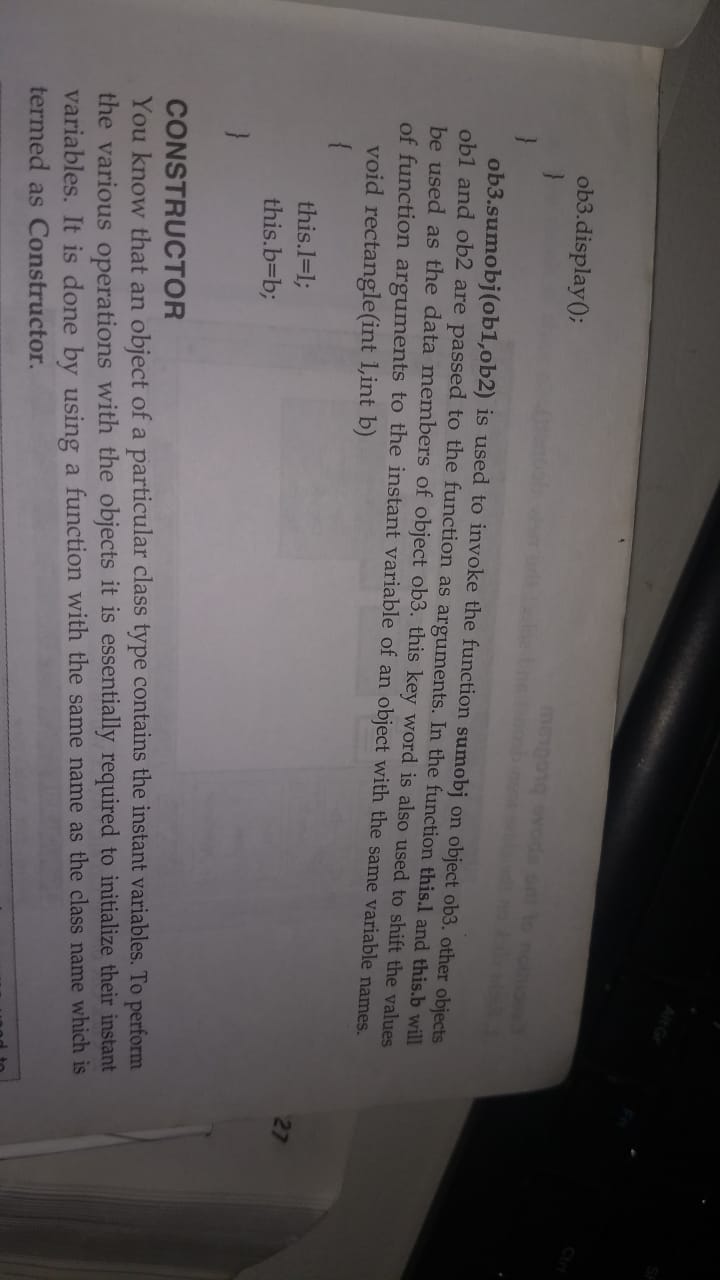 ob3.display();
}
}
ob3.sumobj(ob1,ob2) is used to invoke the function sumobj on object ob3. other objects
ob1 and ob2 are passed to the function as arguments. In the function this.l and this.b will
be used as the data members of object ob3. this key word is also used to shift the values
of function arguments to the instant variable of an object with the same variable names.
void rectangle(int l,int b)
{
this.l=l;
this.b=b;
}
CONSTRUCTOR
You know that an object of a particular class type contains the instant variables. To perform
the various operations with the objects it is essentially required to initialize their instant
variables. It is done by using a function with the same name as the class name which is
termed as Constructor.
27
Alt Gr
Fn
Ctrl